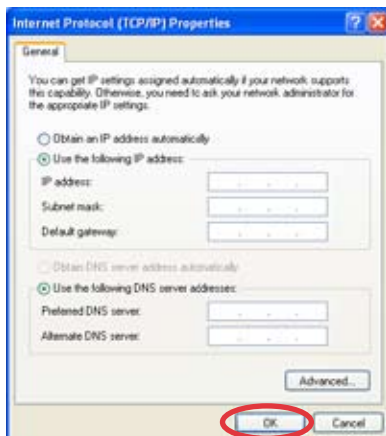 Internet Protocol (TCP/IP) Properties
General
You can get IP settings assigned automatically if your network supports
this capability. Otherwise, you need to ask your network administrator for
the appropriate IP settings.
Obtain an IP address automatically
Use the following IP address:
IP address:
Subnet mask:
Default gateway:
Obtain DNS server address automatically
Use the following DNS server addresses:
Preferred DNS server:
Alternate DNS server:
Advanced...
OK Cancel